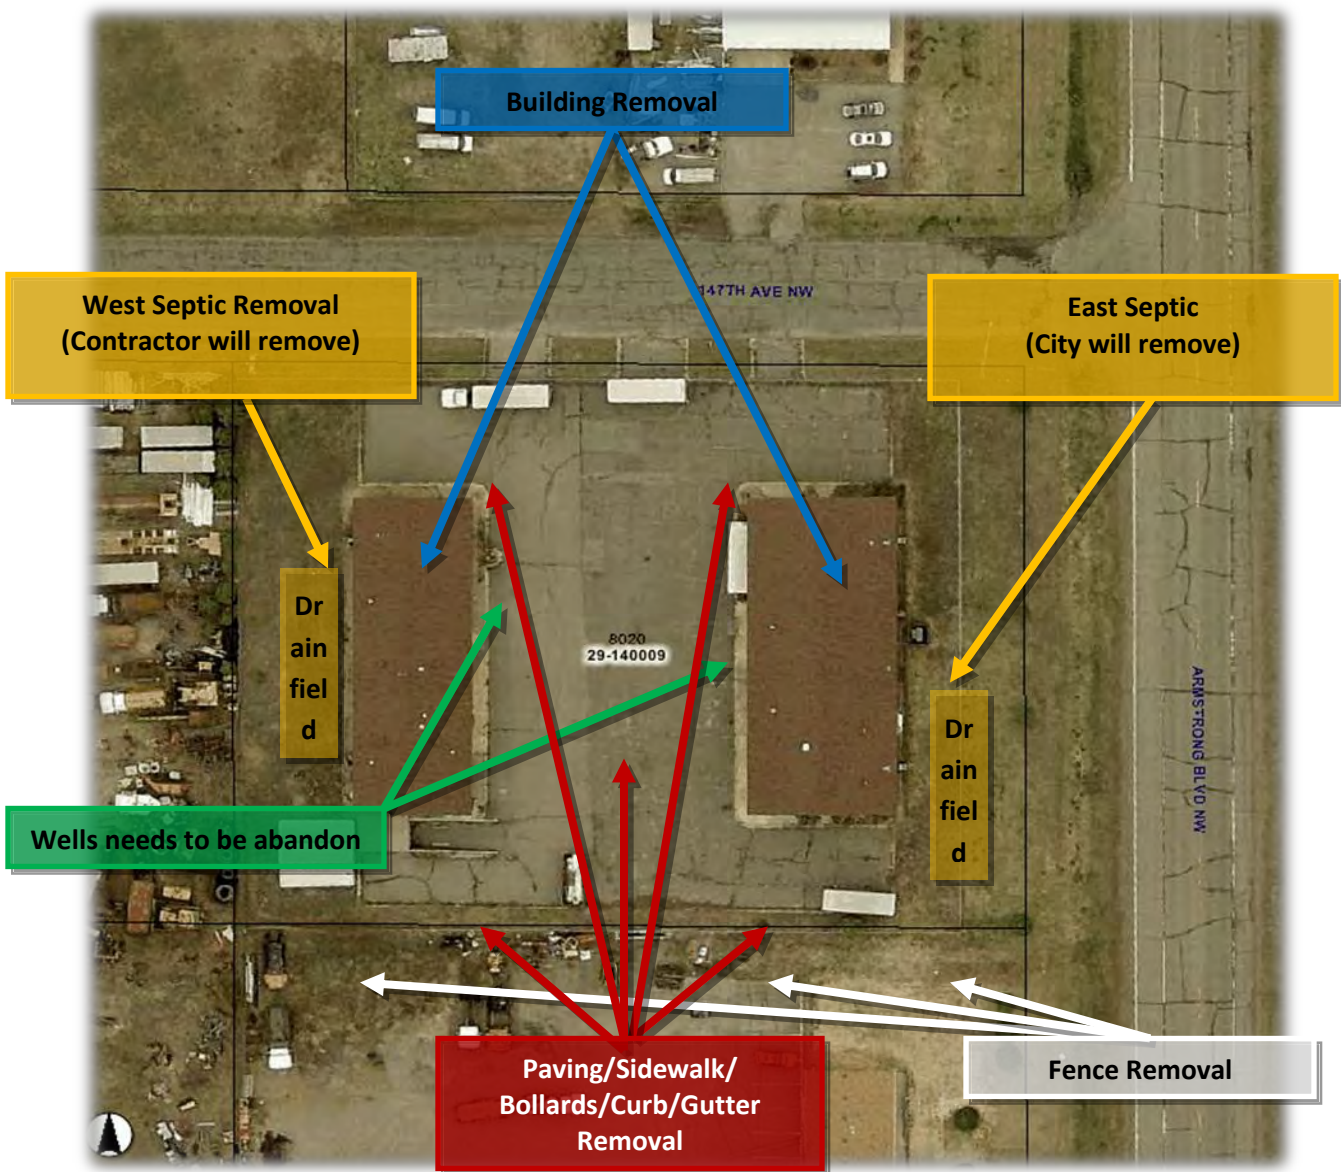 Building Removal
147TH AVE NW
West Septic Removal
(Contractor will remove)
East Septic
(City will remove)
Dr
ain
fiel
d
8020
29-140009
Dr
ain
fiel
d
ARMSTRONG BLVD NW
Wells needs to be abandon
Paving/Sidewalk/
Bollards/Curb/Gutter
Removal
Fence Removal